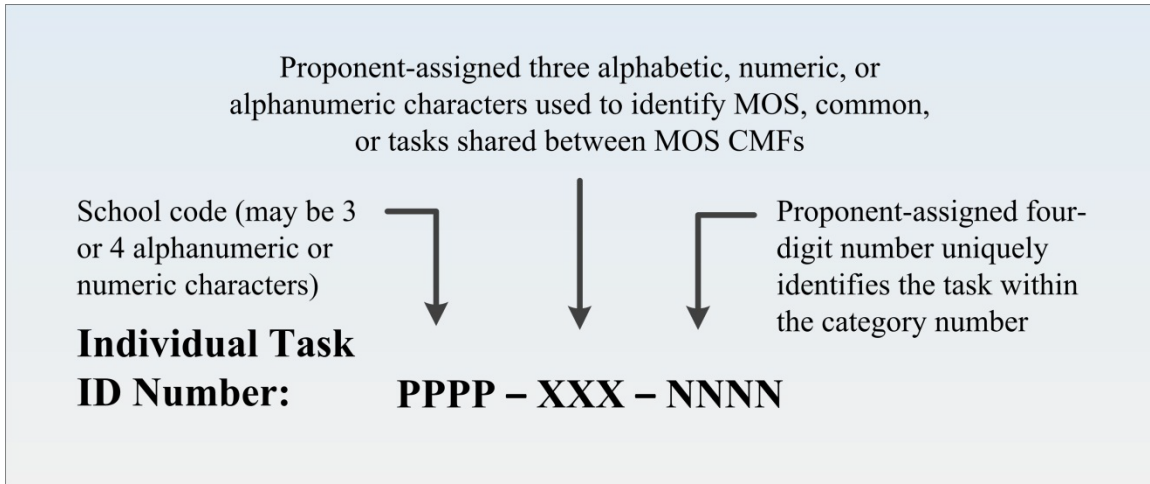 Proponent-assigned three alphabetic, numeric, or
alphanumeric characters used to identify MOS, common,
or tasks shared between MOS CMFs
School code (may be 3
or 4 alphanumeric or
numeric characters)
Proponent-assigned four-
digit number uniquely
identifies the task within
the category number
Individual Task
ID Number: PPPP – XXX – NNNN